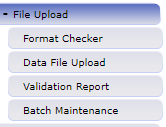 - File Upload
Format Checker
Data File Upload
Validation Report
Batch Maintenance